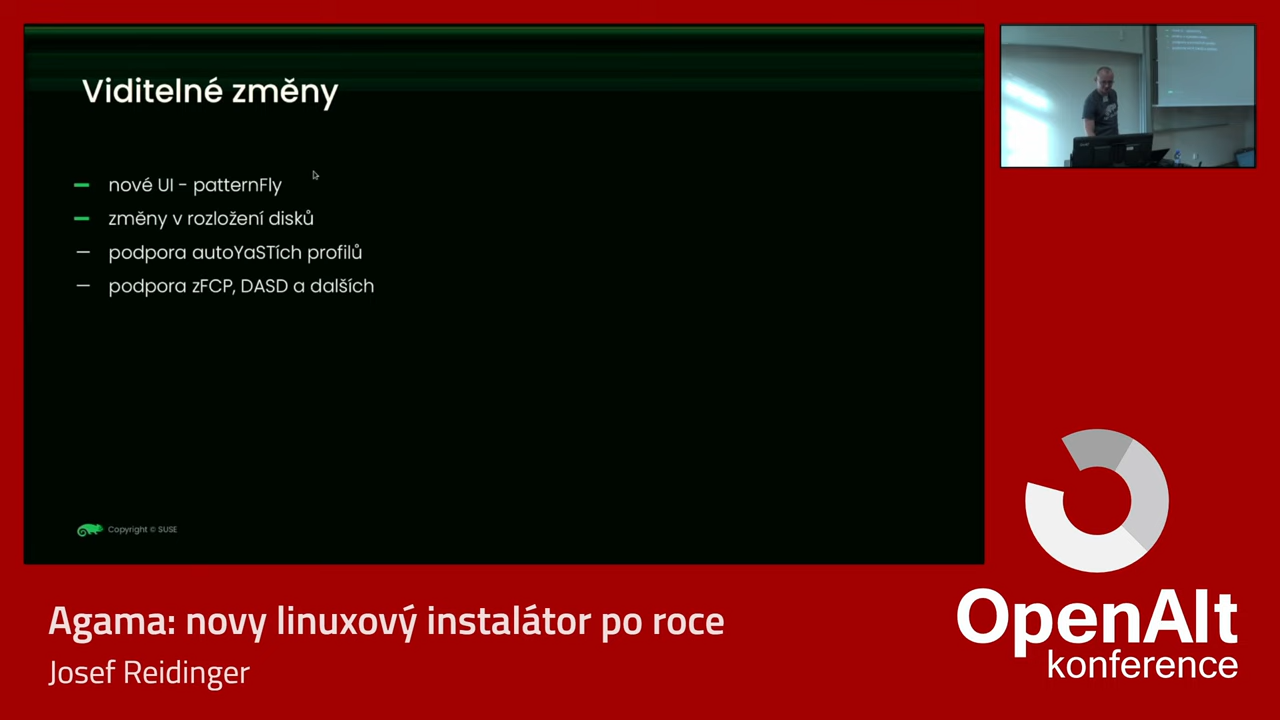 Viditelné změny
nové UI - patternFly
změny v rozložení disků
podpora autoYaSTích profilů
podpora zFCP, DASD a dalších
Copyright © SUSE
Agama: novy linuxový instalátor po roce
Josef Reidinger
OpenAlt
konference